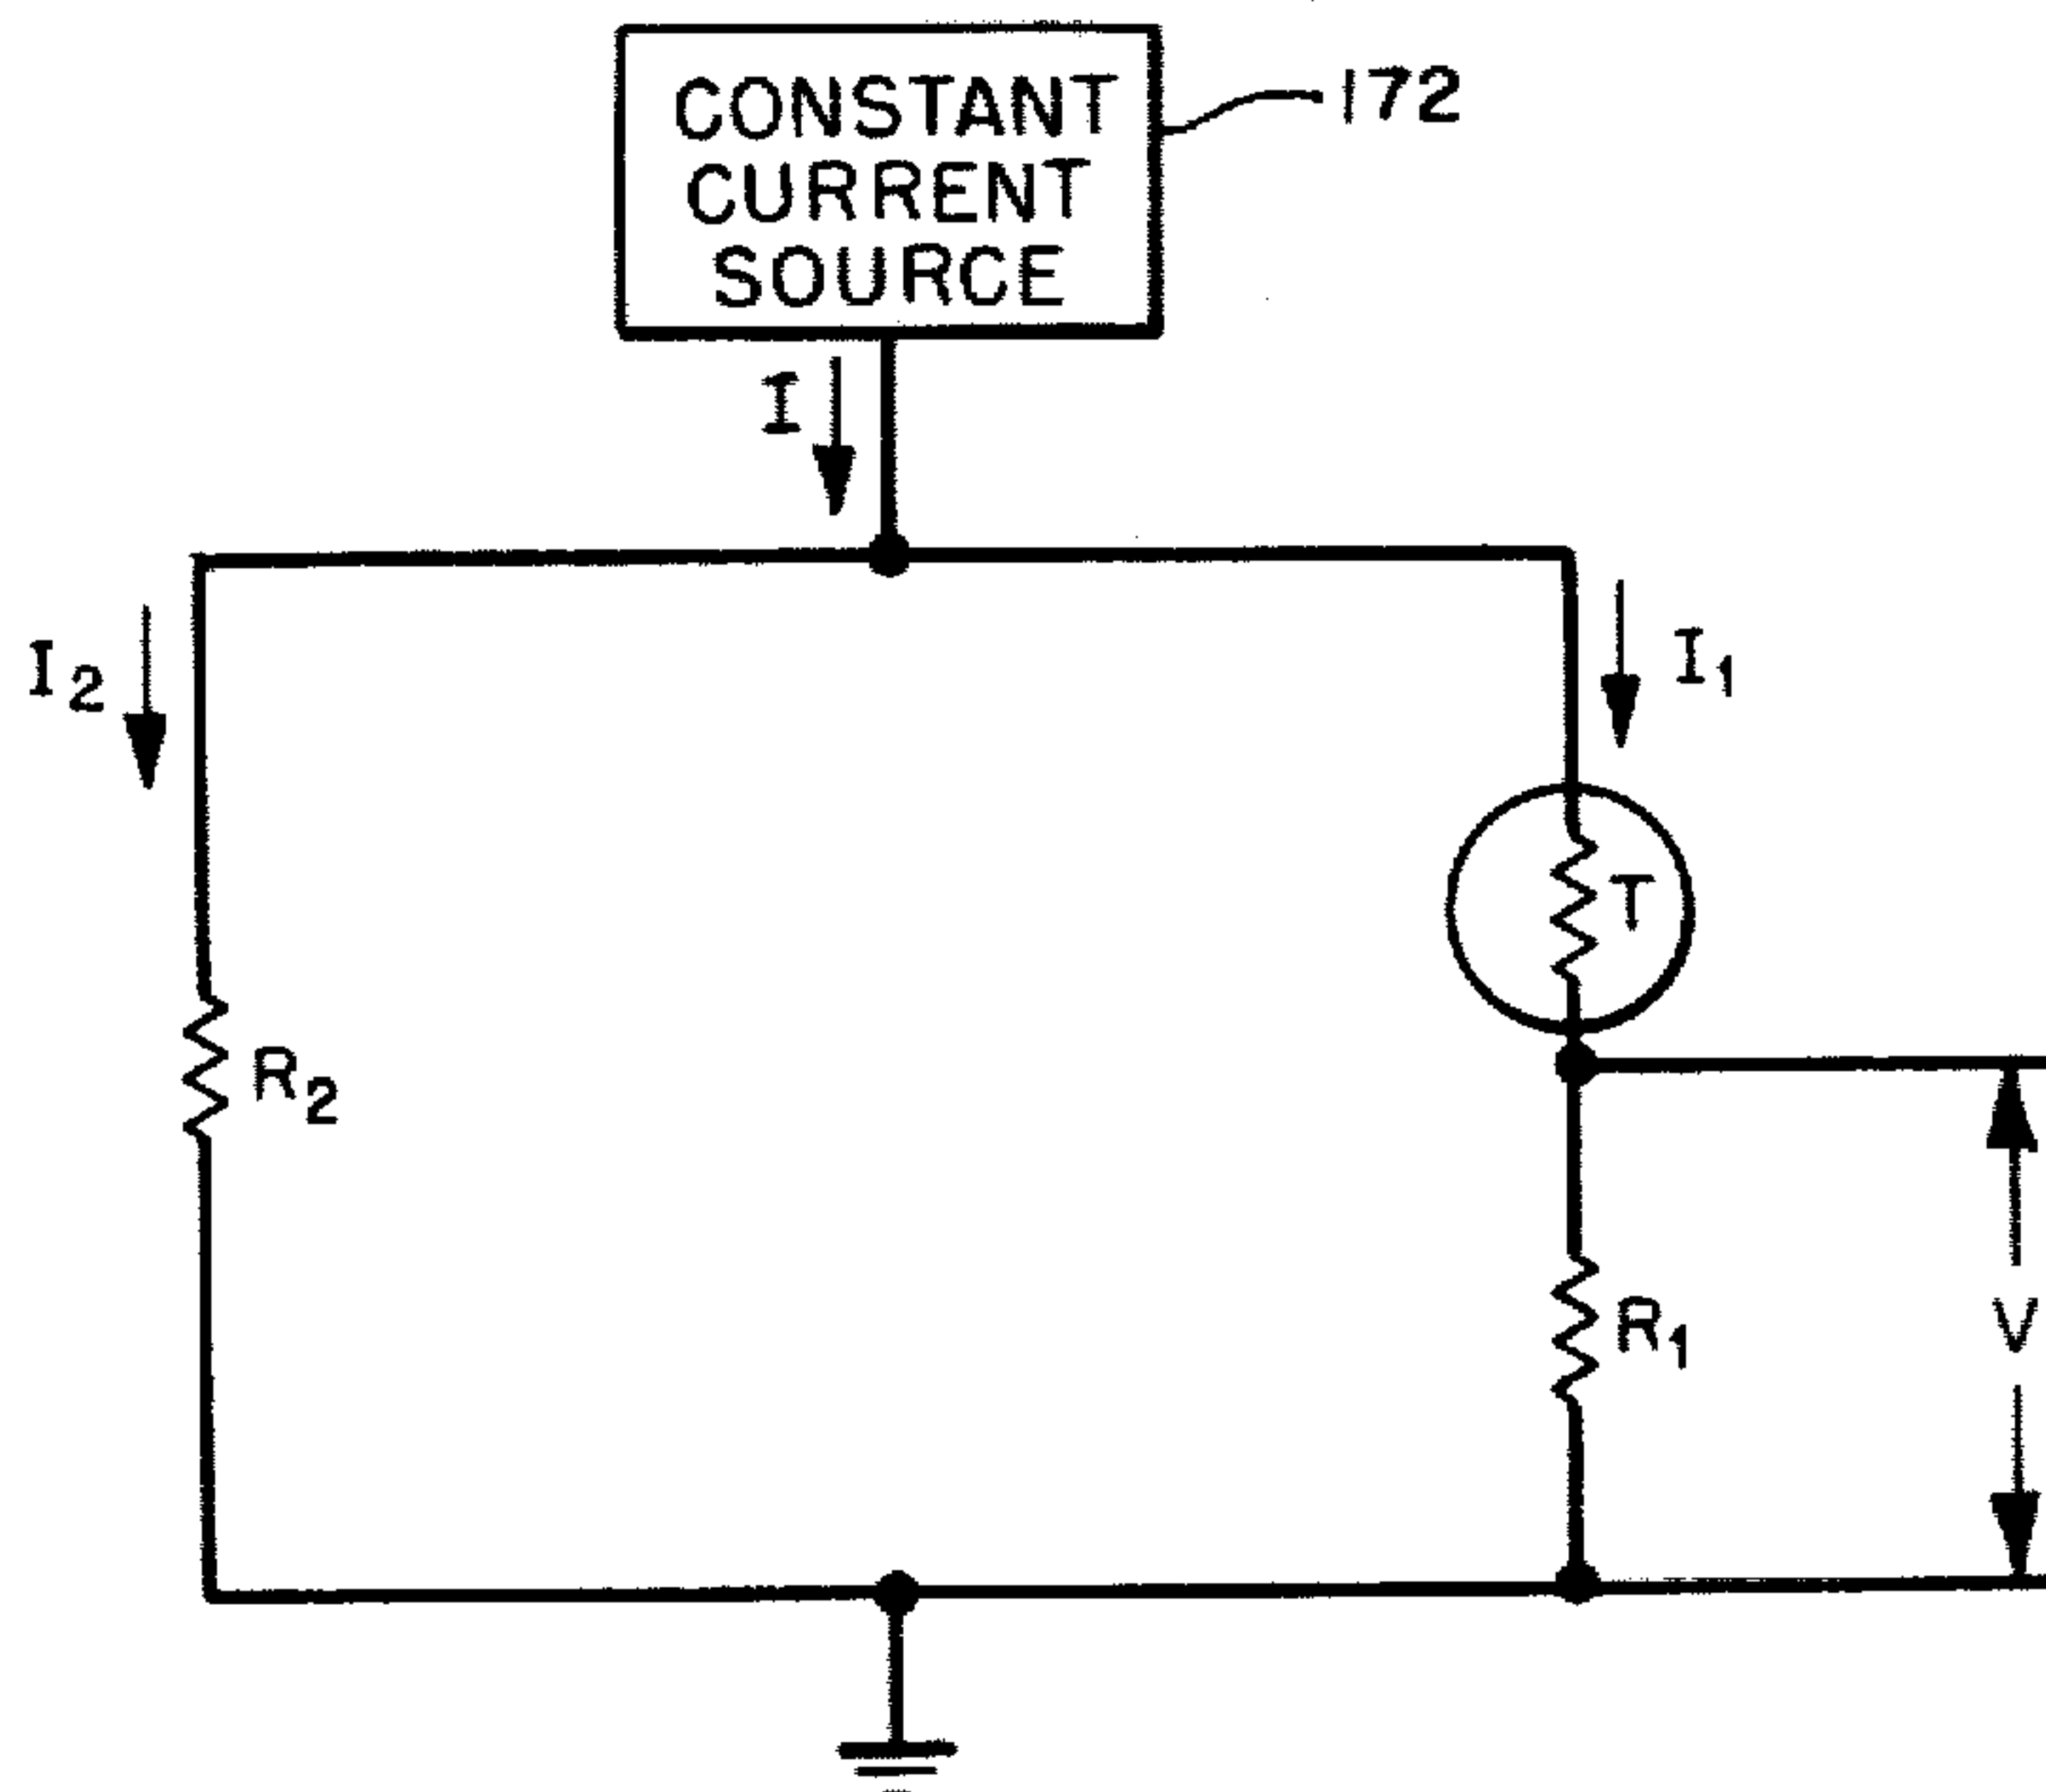 CONSTANT
CURRENT
SOURCE
172
I
I2
I1
T
R2
R1
V